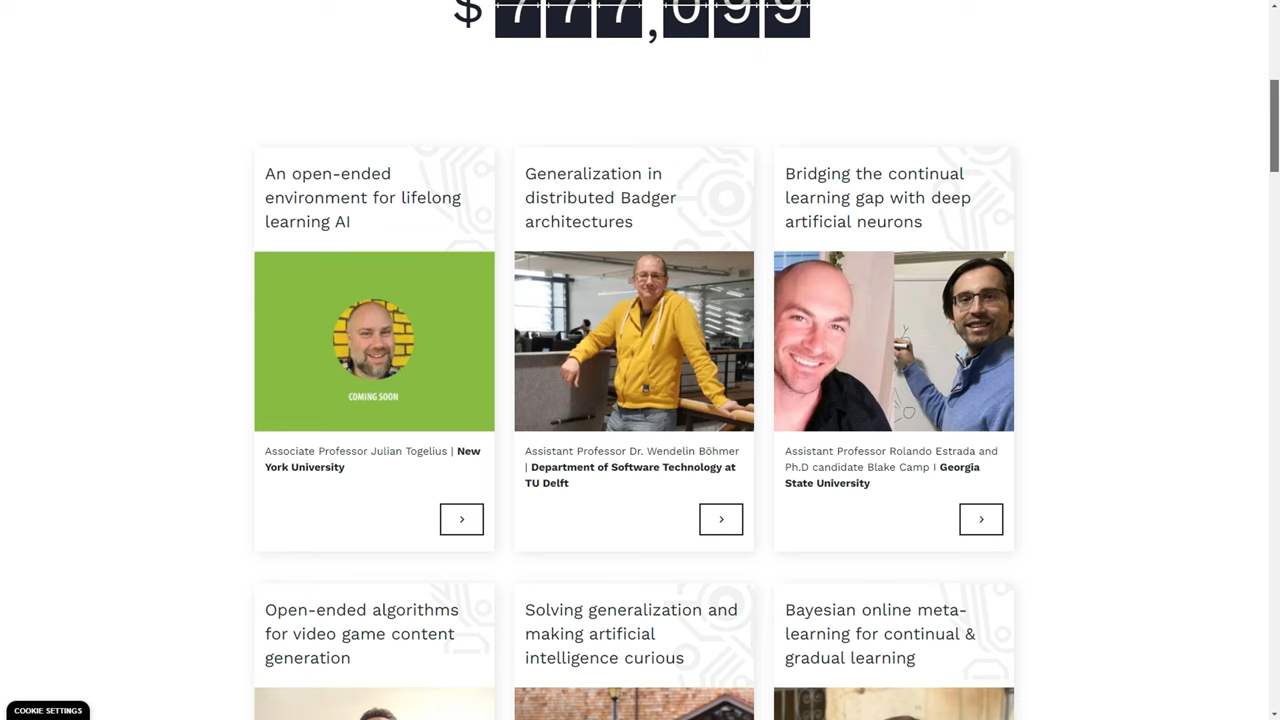 $ 777,099
An open-ended
environment for lifelong
learning AI
Generalization in
distributed Badger
architectures
Bridging the continual
learning gap with deep
artificial neurons
COMING SOON
Associate Professor Julian Togelius | New
York University
Assistant Professor Dr. Wendelin Böhmer
| Department of Software Technology at
TU Delft
Assistant Professor Rolando Estrada and
Ph.D candidate Blake Camp I Georgia
State University
Open-ended algorithms
for video game content
generation
Solving generalization and
making artificial
intelligence curious
Bayesian online meta-
learning for continual &
gradual learning
COOKIE SETTINGS